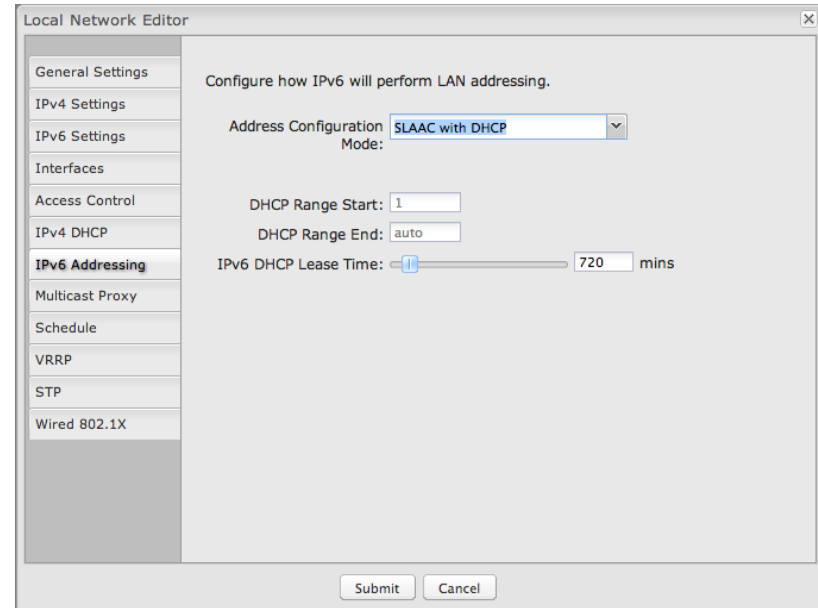 Local Network Editor
General Settings
IPv4 Settings
IPv6 Settings
Interfaces
Access Control
IPv4 DHCP
IPv6 Addressing
Multicast Proxy
Schedule
VRRP
STP
Wired 802.1X
Configure how IPv6 will perform LAN addressing.
Address Configuration Mode: SLAAC with DHCP
DHCP Range Start: 1
DHCP Range End: auto
IPv6 DHCP Lease Time: 720 mins
Submit Cancel